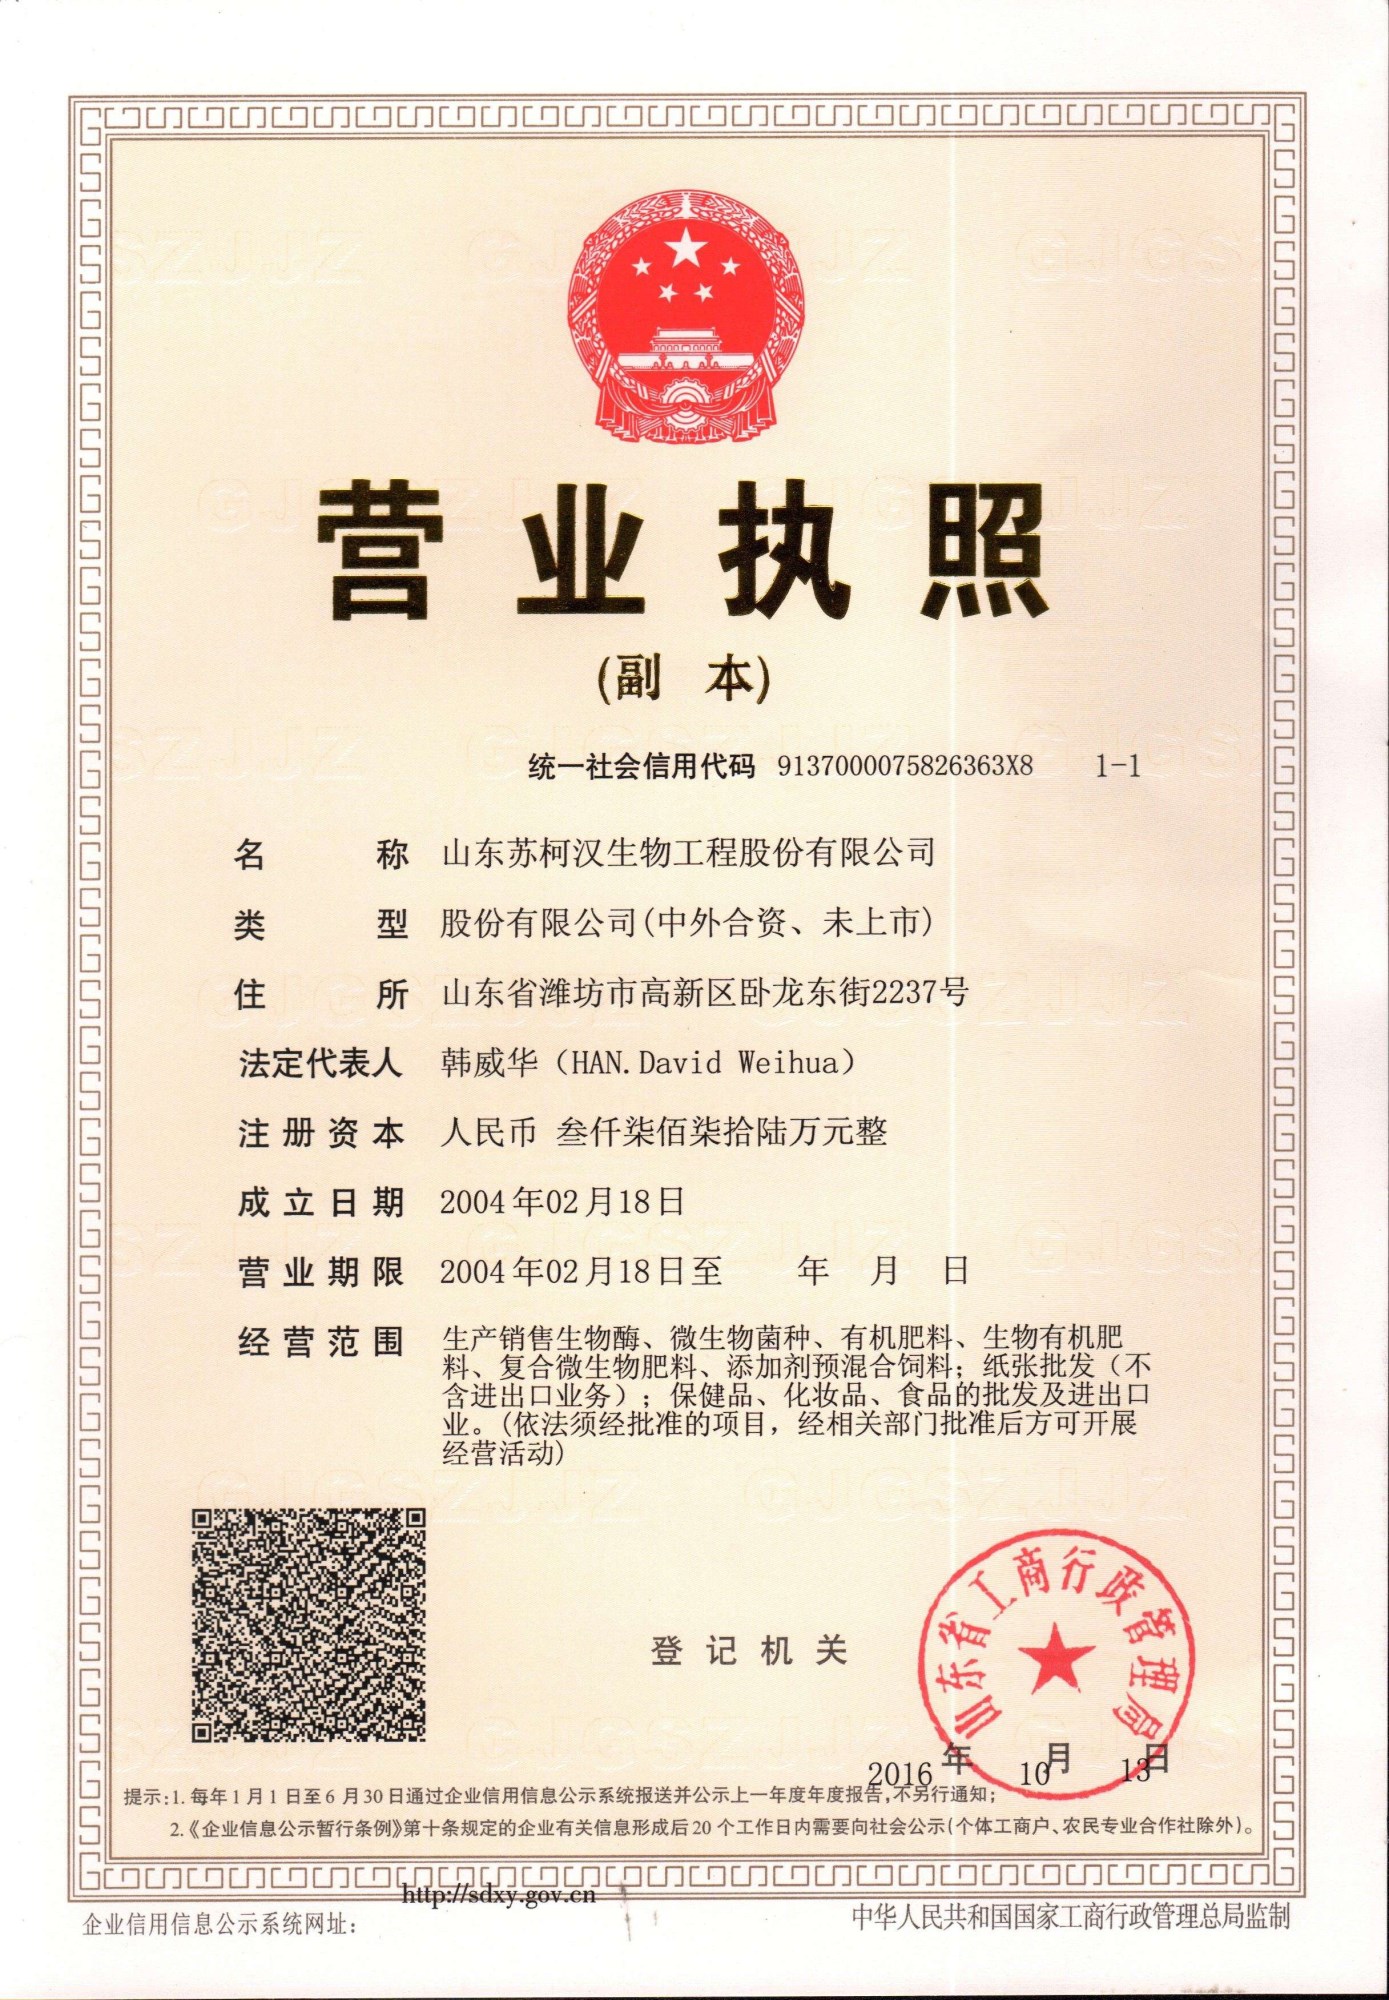 营业执照
(副 本)
统一社会信用代码 9137000075826363X8 1-1
名 称 山东苏柯汉生物工程股份有限公司
类 型 股份有限公司(中外合资、未上市)
住 所 山东省潍坊市高新区卧龙东街2237号
法定代表人 韩威华（HAN.David Weihua）
注册资本 人民币 叁仟柒佰柒拾陆万元整
成立日期 2004年02月18日
营业期限 2004年02月18日至 年 月 日
经营范围 生产销售生物酶、微生物菌种、有机肥料、生物有机肥
料、复合微生物肥料、添加剂预混合饲料；纸张批发（不
含进出口业务）；保健品、化妆品、食品的批发及进出口
业。(依法须经批准的项目，经相关部门批准后方可开展
经营活动)
山东省工商行政管理局
登记机关
2016年 10月 13日
提示:1. 每年1月1日至6月30日通过企业信用信息公示系统报送并公示上一年度年度报告,不另行通知;
2.《企业信息公示暂行条例》第十条规定的企业有关信息形成后20个工作日内需要向社会公示(个体工商户、农民专业合作社除外)。
http://sdxy.gov.cn
企业信用信息公示系统网址:
中华人民共和国国家工商行政管理总局监制